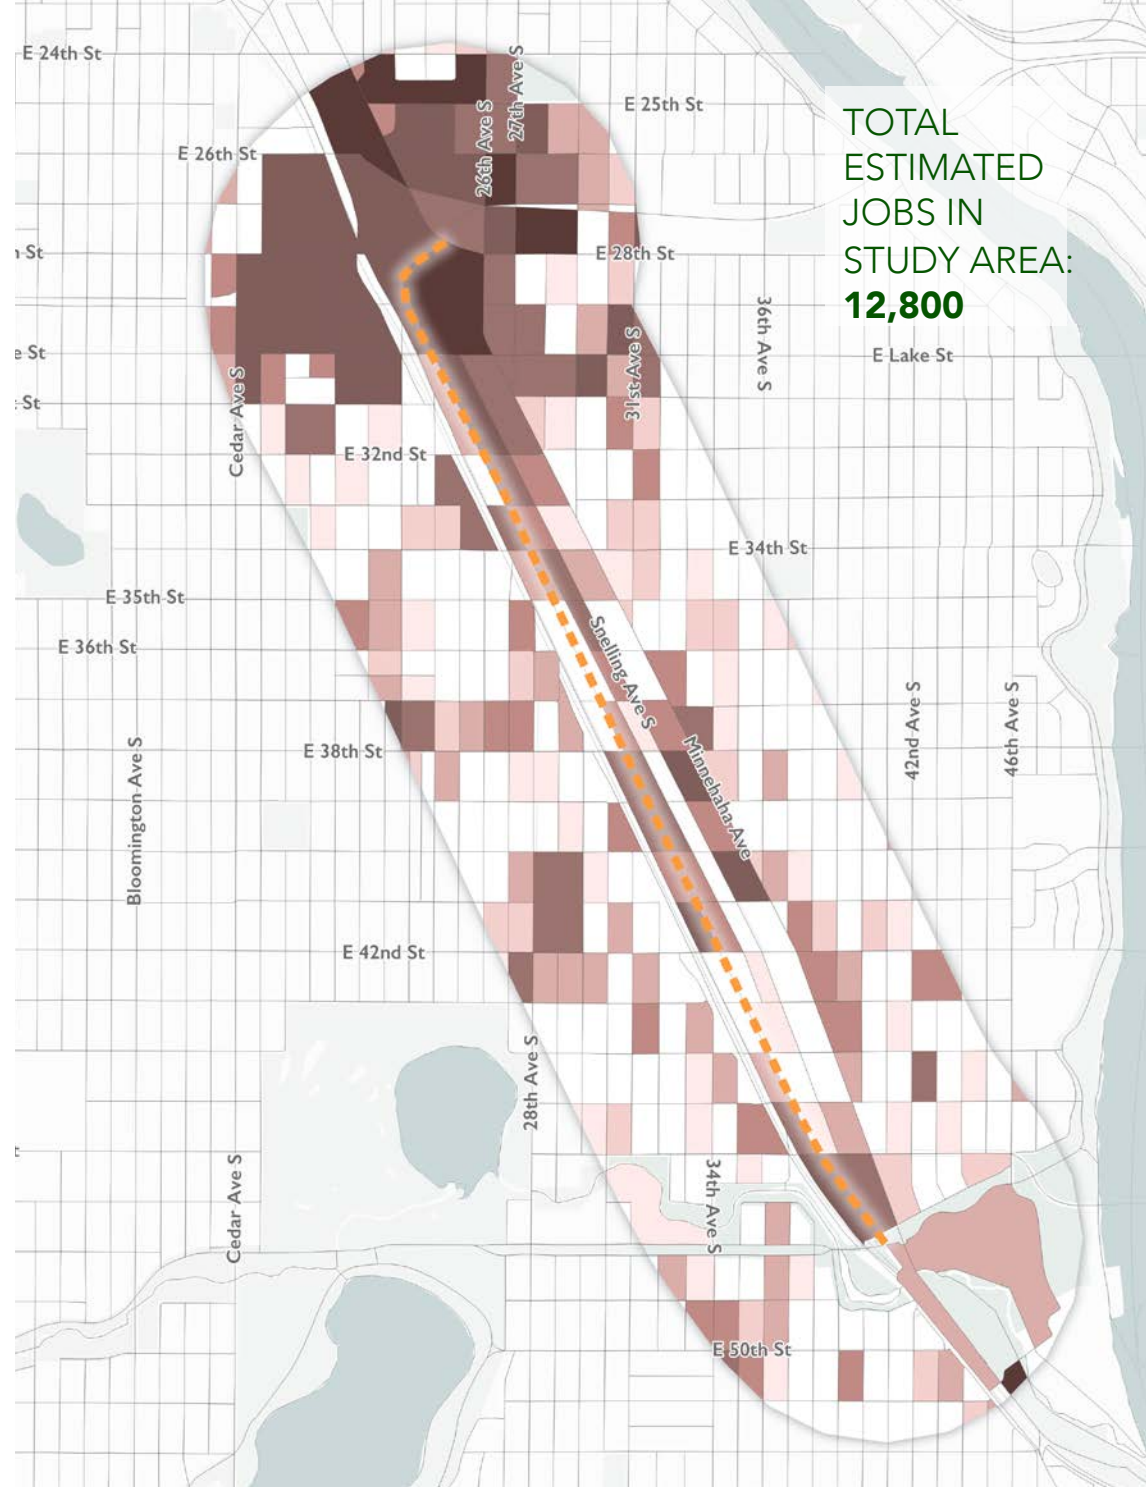 E 24th St
27th Ave S
E 25th St
26th Ave S
TOTAL
ESTIMATED
JOBS IN
STUDY AREA:
12,800
E 26th St
St
E 28th St
36th Ave S
31st Ave S
e St
E Lake St
St
Cedar Ave S
E 32nd St
E 34th St
E 35th St
E 36th St
Snelling Ave S
42nd Ave S
46th Ave S
Bloomington Ave S
E 38th St
Minnehaha Ave
E 42nd St
28th Ave S
Cedar Ave S
34th Ave S
E 50th St